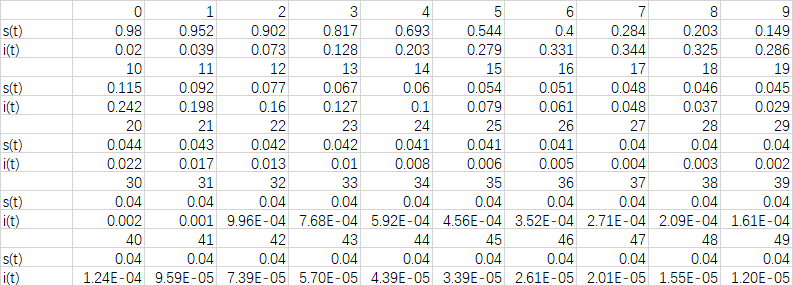 0 1 2 3 4 5 6 7 8 9
s(t) 0.98 0.952 0.902 0.817 0.693 0.544 0.4 0.284 0.203 0.149
i(t) 0.02 0.039 0.073 0.128 0.203 0.279 0.331 0.344 0.325 0.286
10 11 12 13 14 15 16 17 18 19
s(t) 0.115 0.092 0.077 0.067 0.06 0.054 0.051 0.048 0.046 0.045
i(t) 0.242 0.198 0.16 0.127 0.1 0.079 0.061 0.048 0.037 0.029
20 21 22 23 24 25 26 27 28 29
s(t) 0.044 0.043 0.042 0.042 0.041 0.041 0.041 0.04 0.04 0.04
i(t) 0.022 0.017 0.013 0.01 0.008 0.006 0.005 0.004 0.003 0.002
30 31 32 33 34 35 36 37 38 39
s(t) 0.04 0.04 0.04 0.04 0.04 0.04 0.04 0.04 0.04 0.04
i(t) 0.002 0.001 9.96E-04 7.68E-04 5.92E-04 4.56E-04 3.52E-04 2.71E-04 2.09E-04 1.61E-04
40 41 42 43 44 45 46 47 48 49
s(t) 0.04 0.04 0.04 0.04 0.04 0.04 0.04 0.04 0.04 0.04
i(t) 1.24E-04 9.59E-05 7.39E-05 5.70E-05 4.39E-05 3.39E-05 2.61E-05 2.01E-05 1.55E-05 1.20E-05